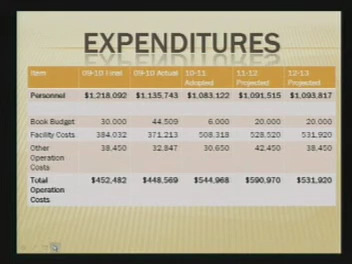 EXPENDITURES
Item 09-10 Final 09-10 Actual 10-11 Adopted 11-12 Projected 12-13 Projected
Personnel $1,218,092 $1,135,743 $1,083,122 $1,091,515 $1,093,817
Book Budget 30,000 44,509 6,000 20,000 20,000
Facility Costs 384,032 371,213 508,318 528,520 531,920
Other Operation Costs 38,450 32,847 30,650 42,450 38,450
Total Operation Costs $452,482 $448,569 $544,968 $590,970 $531,920